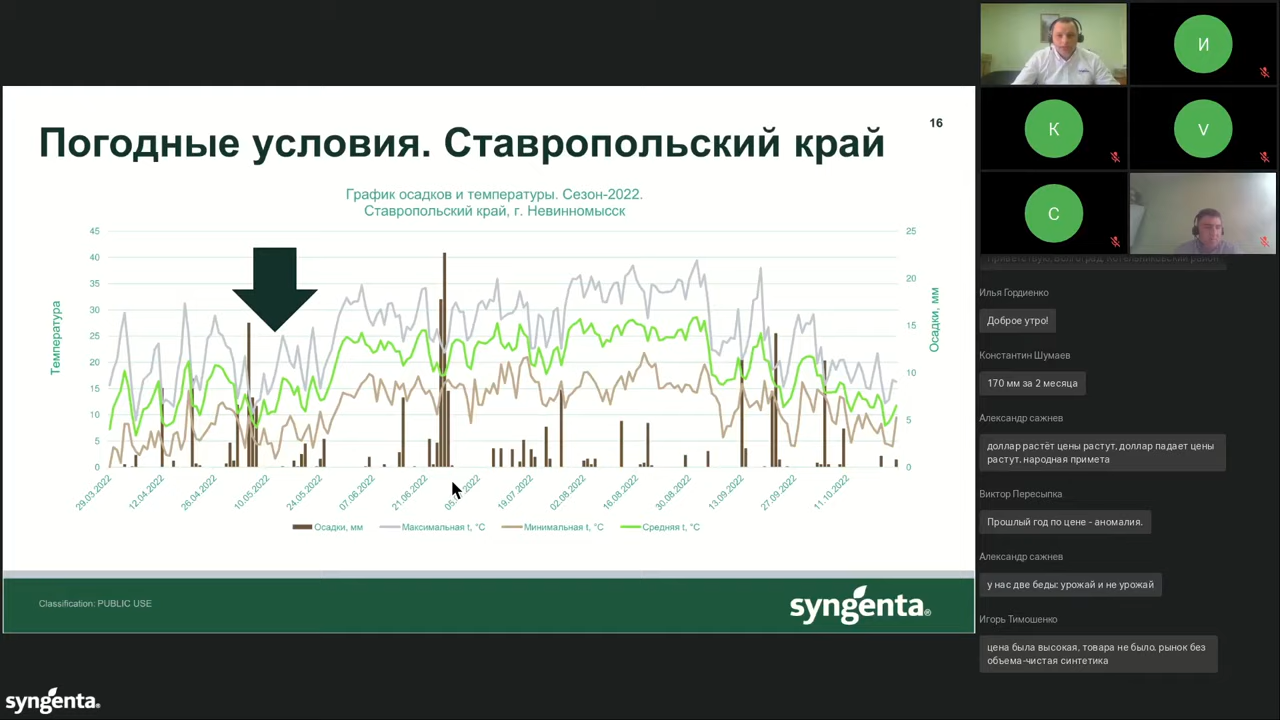 Погодные условия. Ставропольский край
16
График осадков и температуры. Сезон-2022.
Ставропольский край, г. Невинномысск
Температура
45
40
35
30
25
20
15
10
5
0
25
20
15
10
5
0
Осадки, мм
29.03.2022
12.04.2022
26.04.2022
10.05.2022
24.05.2022
07.06.2022
21.06.2022
19.07.2022
02.08.2022
16.08.2022
30.08.2022
13.09.2022
27.09.2022
11.10.2022
Осадки, мм
Максимальная t, °C
Минимальная t, °C
Средняя t, °C
Classification: PUBLIC USE
syngenta®
syngenta®
И
К
V
С
Илья Гордиенко
Доброе утро!
Константин Шумаев
170 мм за 2 месяца
Александр сажнев
доллар растёт цены растут, доллар падает цены
растут. народная примета
Виктор Пересыпка
Прошлый год по цене - аномалия.
Александр сажнев
у нас две беды: урожай и не урожай
Игорь Тимошенко
цена была высокая, товара не было. рынок без
объема-чистая синтетика